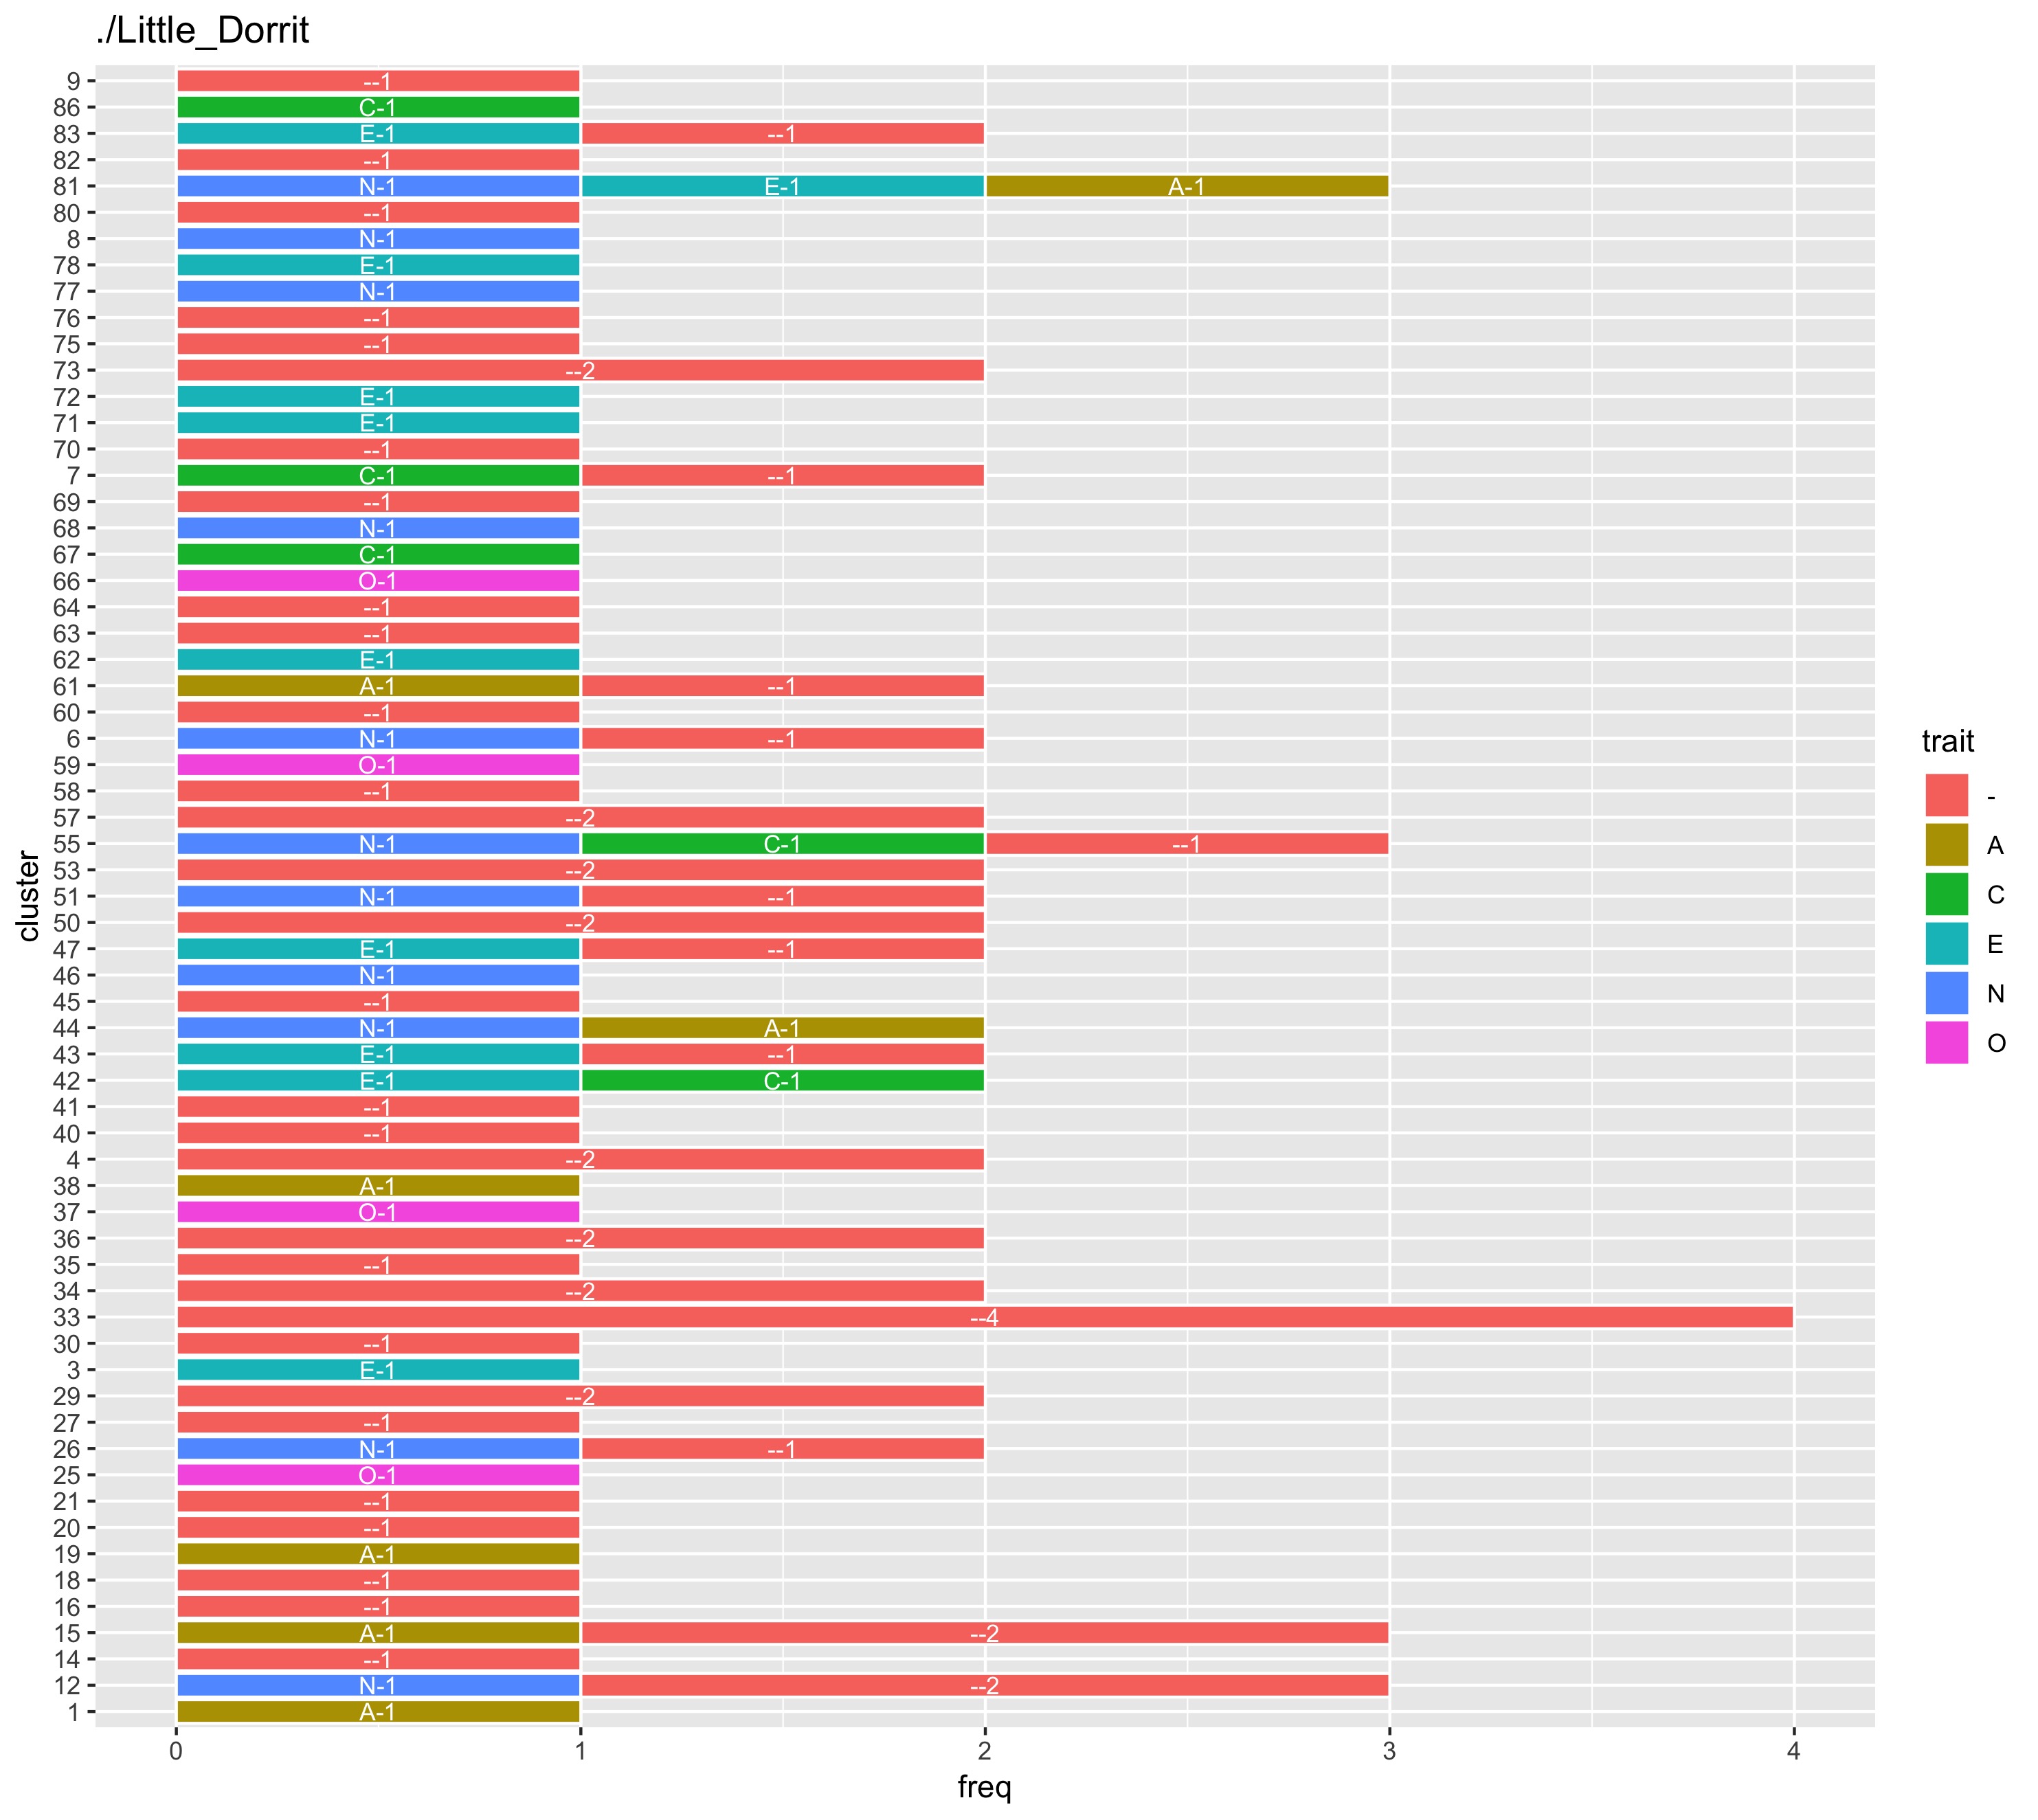 ./Little_Dorrit
9 --1
86 C-1
83 E-1 --1
82 --1
81 N-1 E-1 A-1
80 --1
8 N-1
78 E-1
77 N-1
76 --1
75 --1
73 --2
72 E-1
71 E-1
70 --1
7 C-1 --1
69 --1
68 N-1
67 C-1
66 O-1
64 --1
63 --1
62 E-1
61 A-1 --1
60 --1
6 N-1 --1
59 O-1
58 --1
57 --2
55 N-1 C-1 --1
53 --2
51 N-1 --1
50 --2
47 E-1 --1
46 N-1
45 --1
44 N-1 A-1
43 E-1 --1
42 E-1 C-1
41 --1
40 --1
4 --2
38 A-1
37 O-1
36 --2
35 --1
34 --2
33 --4
30 --1
3 E-1
29 --2
27 --1
26 N-1 --1
25 O-1
21 --1
20 --1
19 A-1
18 --1
16 --1
15 A-1 --2
14 --1
12 N-1 --2
1 A-1
0 1 2 3 4
freq
cluster
trait
-
A
C
E
N
O